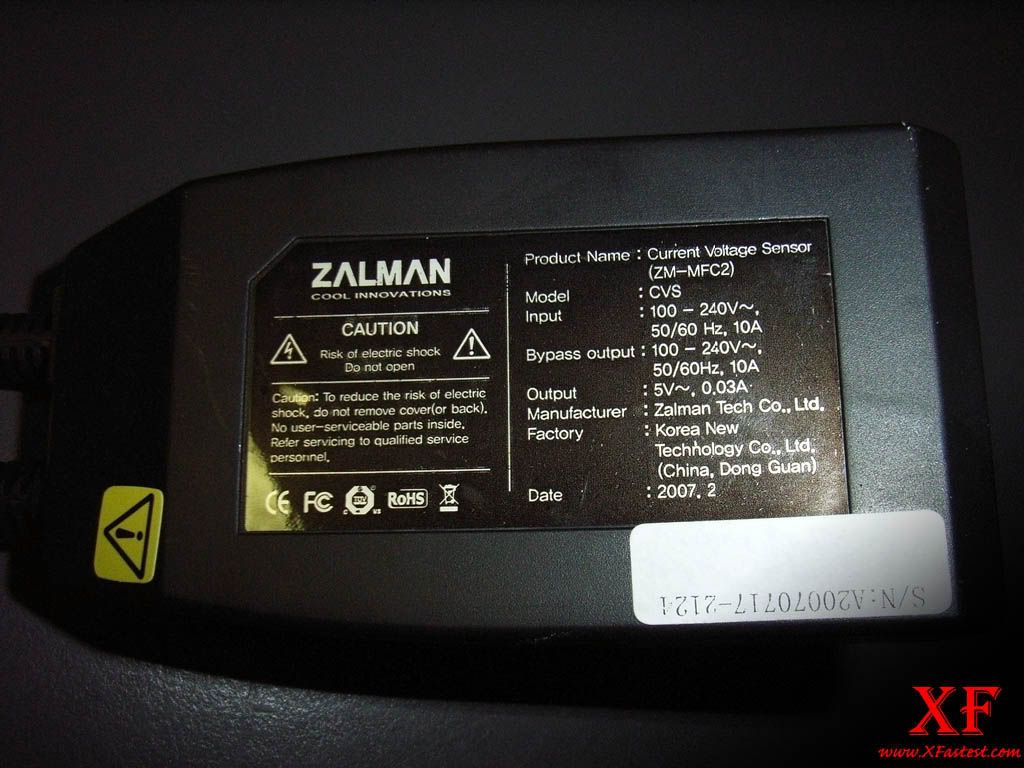 ZALMAN
COOL INNOVATIONS
CAUTION
Risk of electric shock
Do not open
Caution: To reduce the risk of electric
shock, do not remove cover(or back).
No user-serviceable parts inside.
Refer servicing to qualified service
personnel.
CE FC RoHS
Product Name : Current Voltage Sensor
(ZM-MFC2)
Model : CVS
Input : 100 - 240V~,
50/60 Hz, 10A
Bypass output : 100 - 240V~,
50/60Hz, 10A
Output : 5V~, 0.03A
Manufacturer : Zalman Tech Co., Ltd.
Factory : Korea New
Technology Co., Ltd.
(China, Dong Guan)
Date : 2007. 2
S/N:A20070717-2124
XF
www.XFastest.com